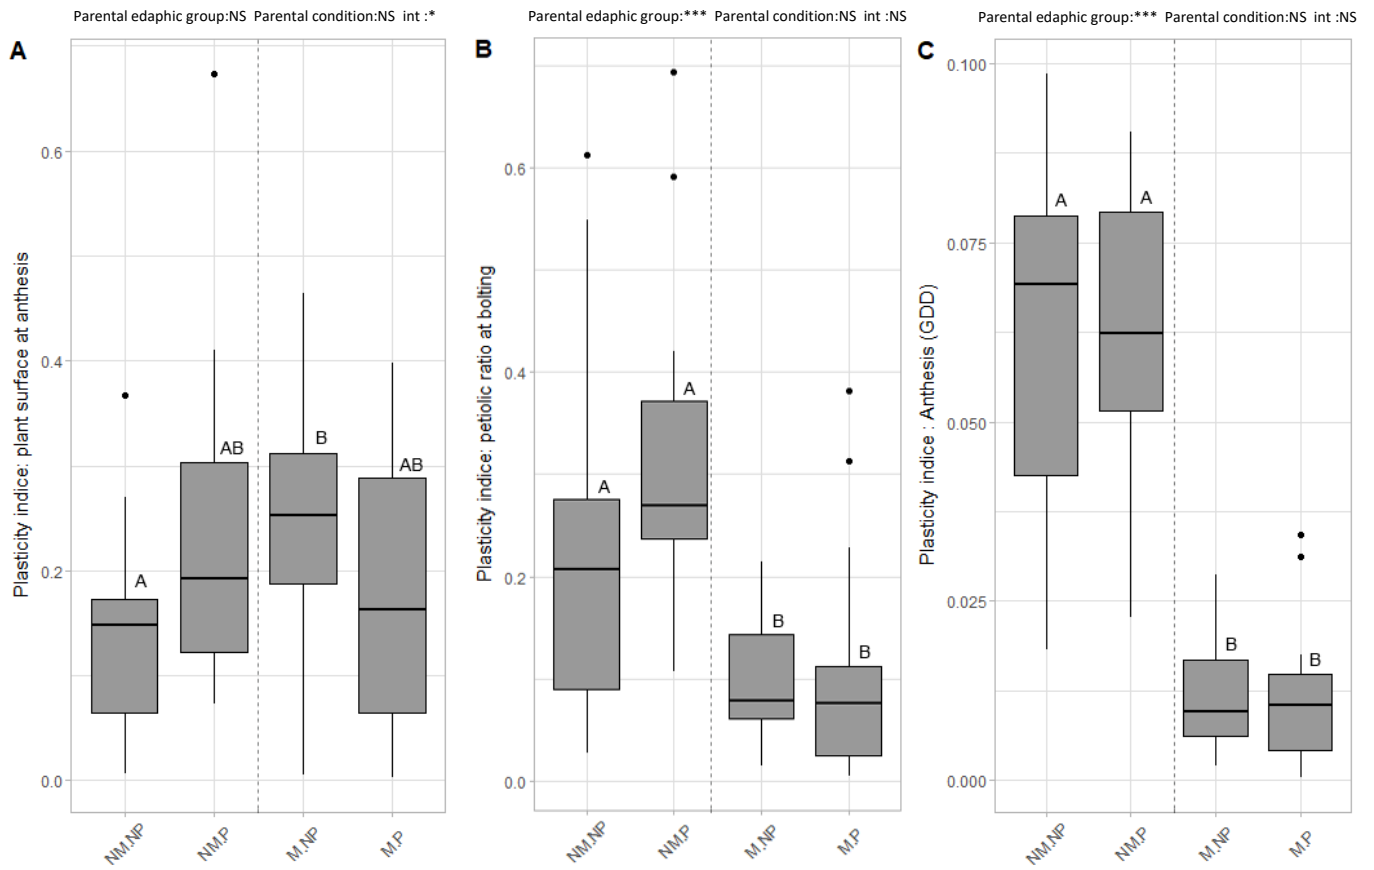 Parental edaphic group:NS Parental condition:NS int :*
A
Plasticity indice: plant surface at anthesis
0.6
0.4
0.2
0.0
A
AB
B
AB
NM.NP
NM.P
M.NP
M.P
Parental edaphic group:*** Parental condition:NS int :NS
B
Plasticity indice: petiolic ratio at bolting
0.6
0.4
0.2
0.0
A
A
B
B
NM.NP
NM.P
M.NP
M.P
Parental edaphic group:*** Parental condition:NS int :NS
C
Plasticity indice : Anthesis (GDD)
0.100
0.075
0.050
0.025
0.000
A
A
B
B
NM.NP
NM.P
M.NP
M.P